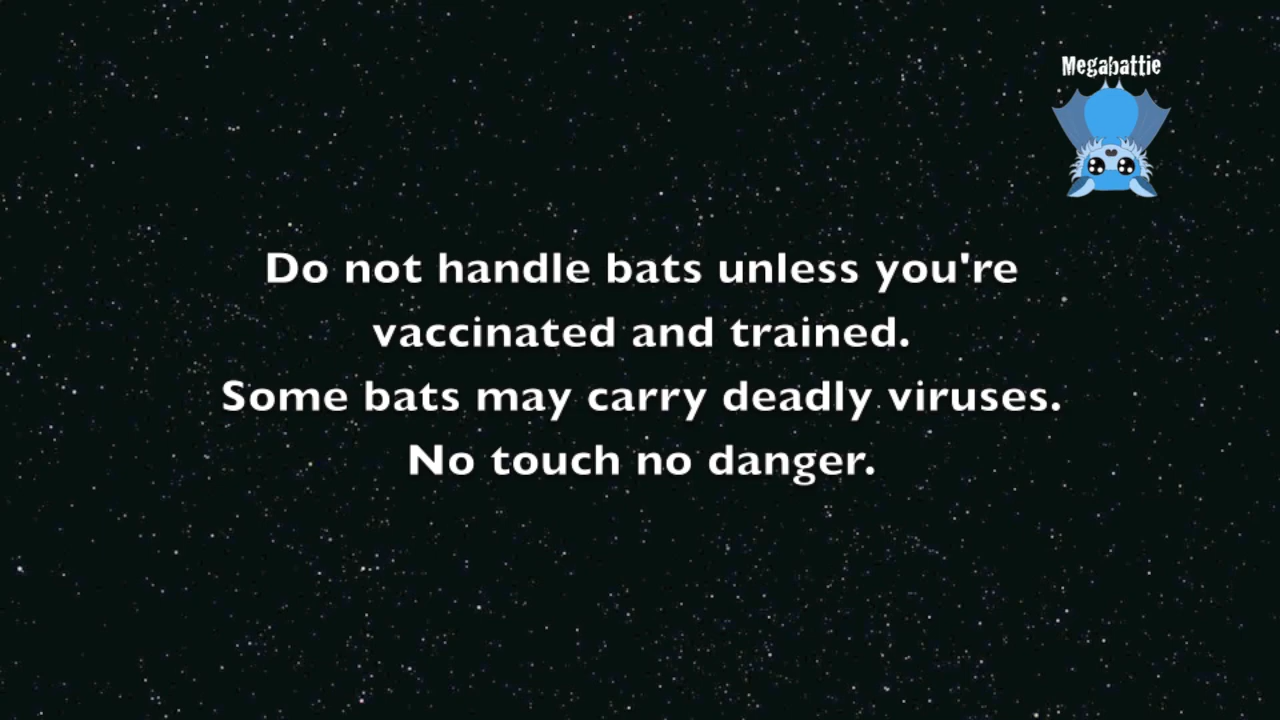 Megabattie
Do not handle bats unless you're
vaccinated and trained.
Some bats may carry deadly viruses.
No touch no danger.